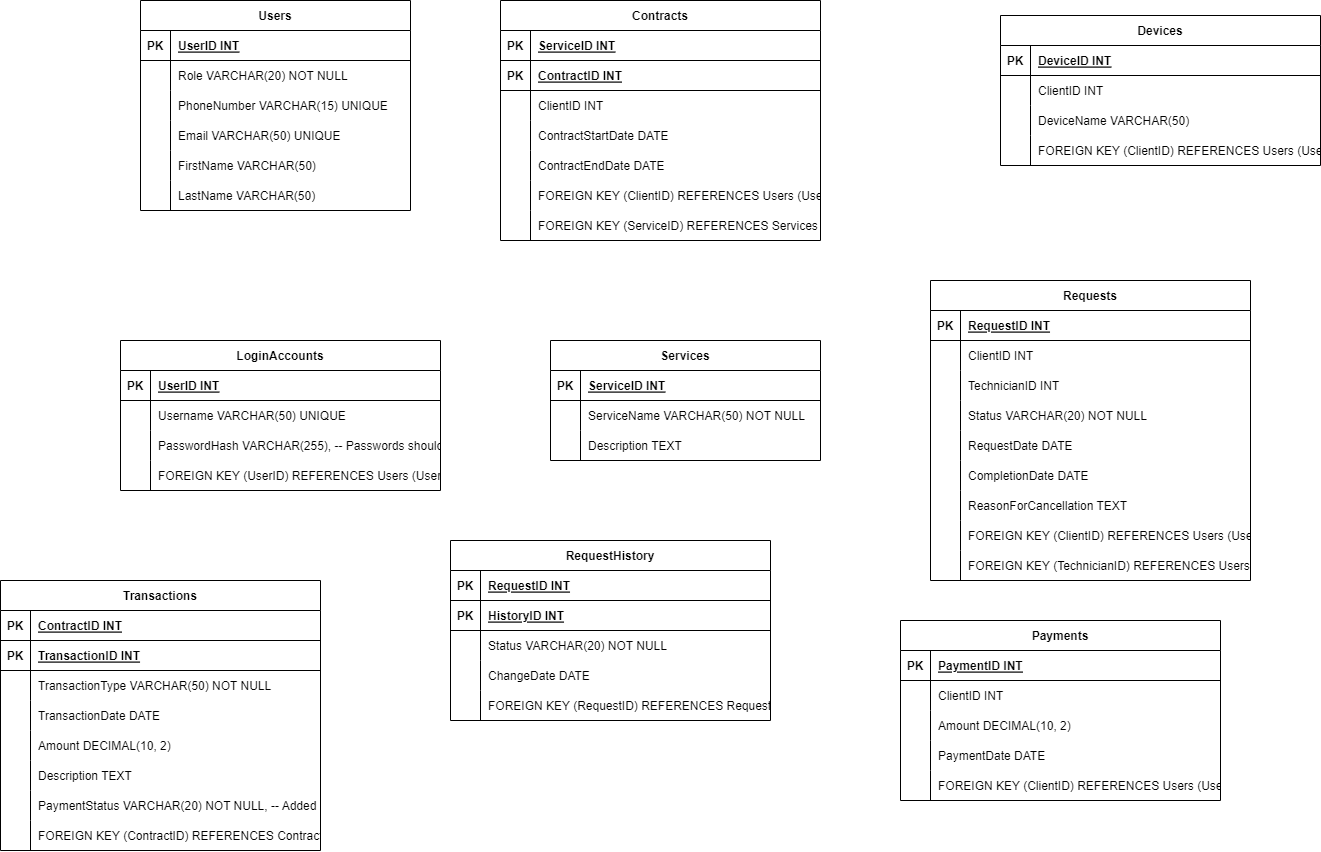 Users
PK UserID INT
Role VARCHAR(20) NOT NULL
PhoneNumber VARCHAR(15) UNIQUE
Email VARCHAR(50) UNIQUE
FirstName VARCHAR(50)
LastName VARCHAR(50)
Contracts
PK ServiceID INT
PK ContractID INT
ClientID INT
ContractStartDate DATE
ContractEndDate DATE
FOREIGN KEY (ClientID) REFERENCES Users (Use
FOREIGN KEY (ServiceID) REFERENCES Services
Devices
PK DeviceID INT
ClientID INT
DeviceName VARCHAR(50)
FOREIGN KEY (ClientID) REFERENCES Users (Use
LoginAccounts
PK UserID INT
Username VARCHAR(50) UNIQUE
PasswordHash VARCHAR(255), -- Passwords should
FOREIGN KEY (UserID) REFERENCES Users (User
Services
PK ServiceID INT
ServiceName VARCHAR(50) NOT NULL
Description TEXT
Requests
PK RequestID INT
ClientID INT
TechnicianID INT
Status VARCHAR(20) NOT NULL
RequestDate DATE
CompletionDate DATE
ReasonForCancellation TEXT
FOREIGN KEY (ClientID) REFERENCES Users (Use
FOREIGN KEY (TechnicianID) REFERENCES Users
Transactions
PK ContractID INT
PK TransactionID INT
TransactionType VARCHAR(50) NOT NULL
TransactionDate DATE
Amount DECIMAL(10, 2)
Description TEXT
PaymentStatus VARCHAR(20) NOT NULL, -- Added
FOREIGN KEY (ContractID) REFERENCES Contrac
RequestHistory
PK RequestID INT
PK HistoryID INT
Status VARCHAR(20) NOT NULL
ChangeDate DATE
FOREIGN KEY (RequestID) REFERENCES Request
Payments
PK PaymentID INT
ClientID INT
Amount DECIMAL(10, 2)
PaymentDate DATE
FOREIGN KEY (ClientID) REFERENCES Users (Use